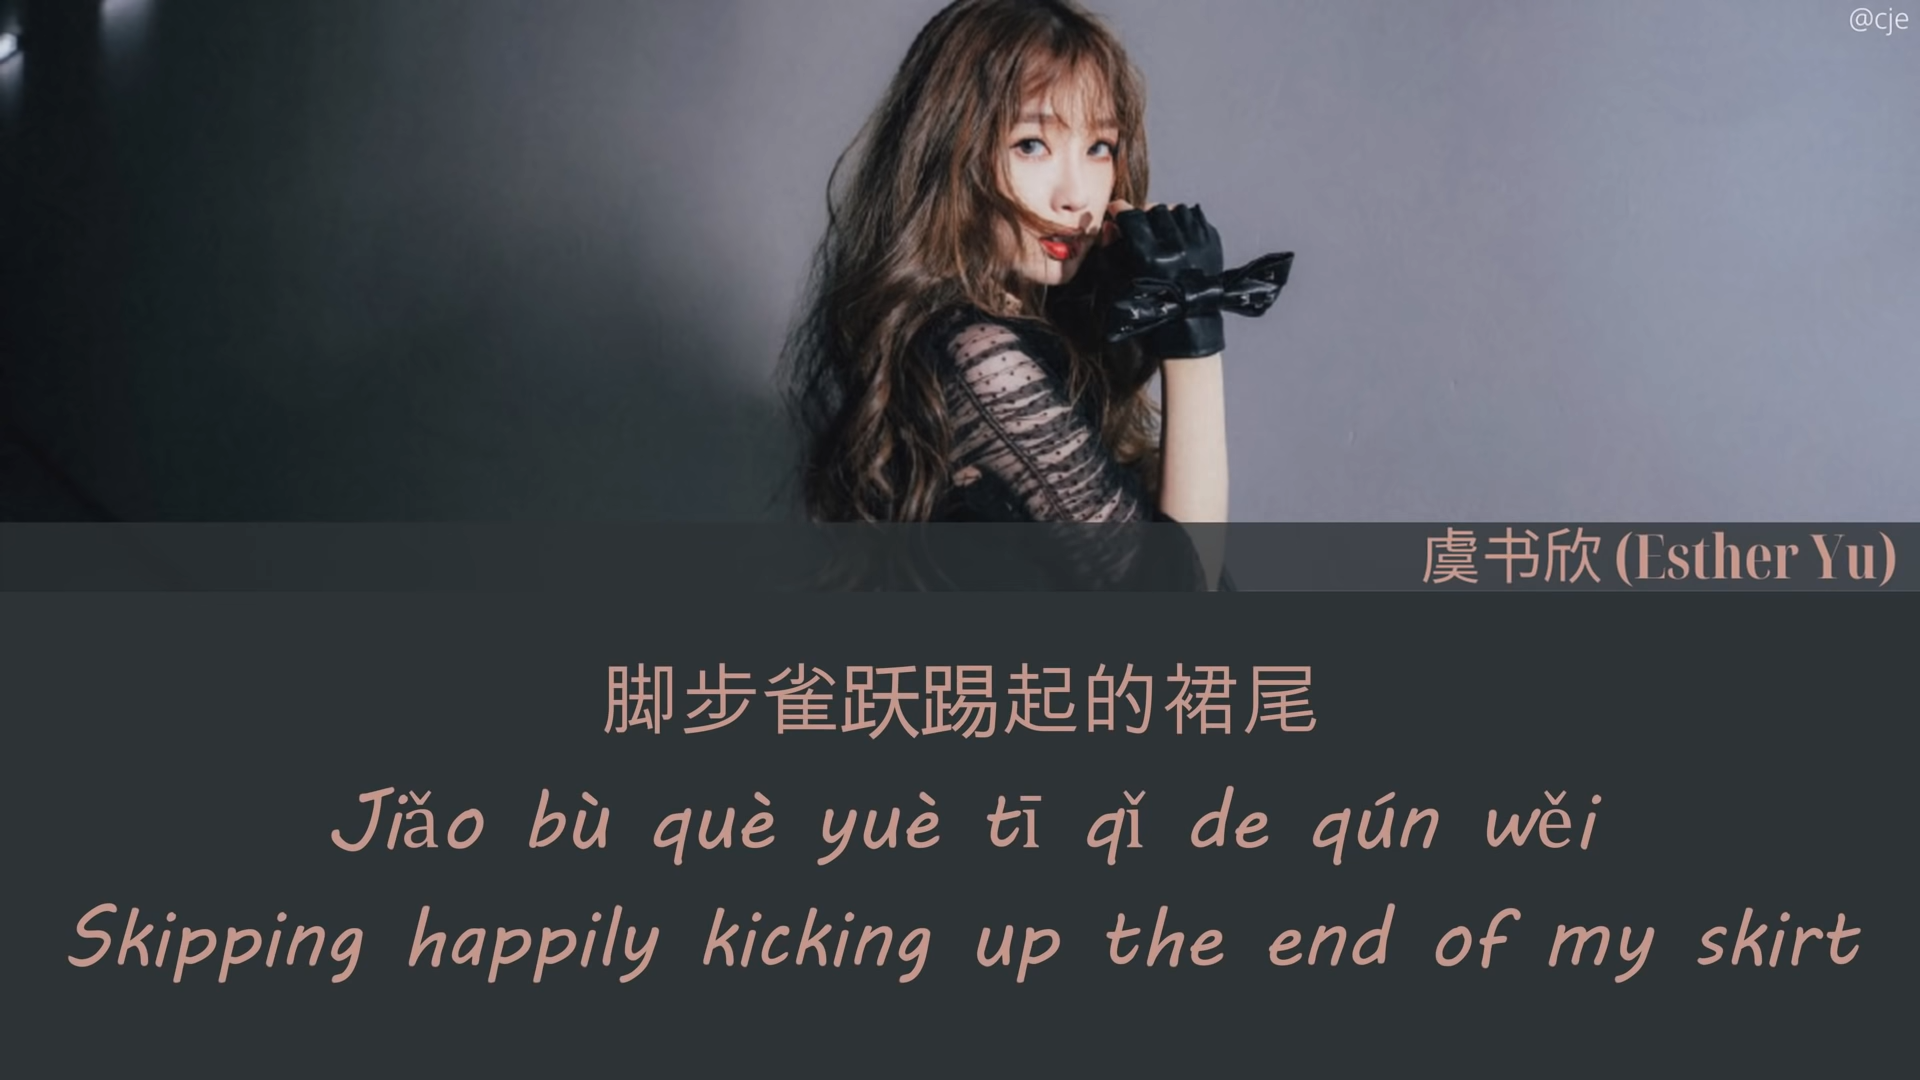 @cje
虞书欣 (Esther Yu)
脚步雀跃踢起的裙尾
Jiǎo bù què yuè tī qǐ de qún wěi
Skipping happily kicking up the end of my skirt